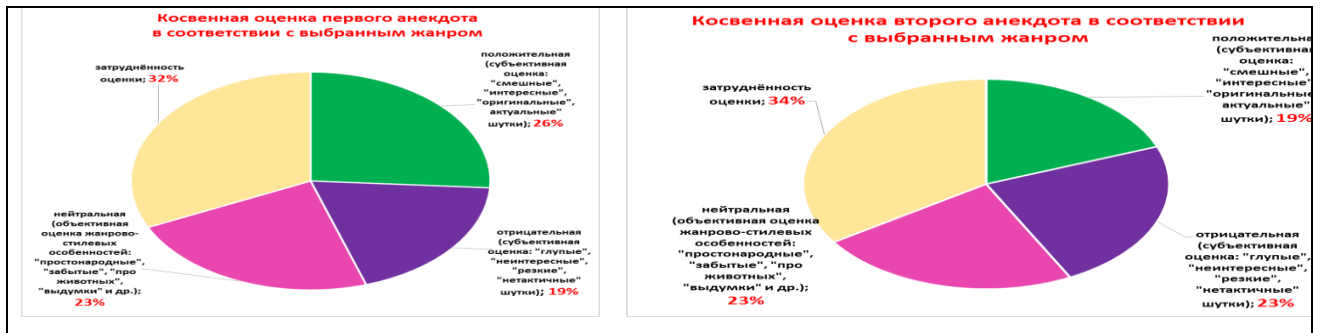 Косвенная оценка первого анекдота
в соответствии с выбранным жанром
затруднённость
оценки; 32%
положительная
(субъективная
оценка:
"смешные",
"интересные",
"оригинальные",
актуальные"
шутки); 26%
нейтральная
(объективная
оценка жанрово-
стилевых
особенностей:
"простонародные",
"забытые", "про
животных",
"выдумки" и др.);
23%
отрицательная
(субъективная
оценка: "глупые",
"неинтересные",
"резкие",
"нетактичные"
шутки); 19%
Косвенная оценка второго анекдота в соответствии
с выбранным жанром
затруднённость
оценки; 34%
положительна
(субъективна
оценка:
"смешные",
"интересные"
"оригинальные
актуальные"
шутки); 19%
нейтральная
(объективная оценка
жанрово-стилевых
особенностей:
"простонародные",
"забытые", "про
животных",
"выдумки" и др.);
23%
отрицательная
(субъективная
оценка: "глупые",
"неинтересные",
"резкие",
"нетактичные"
шутки); 23%